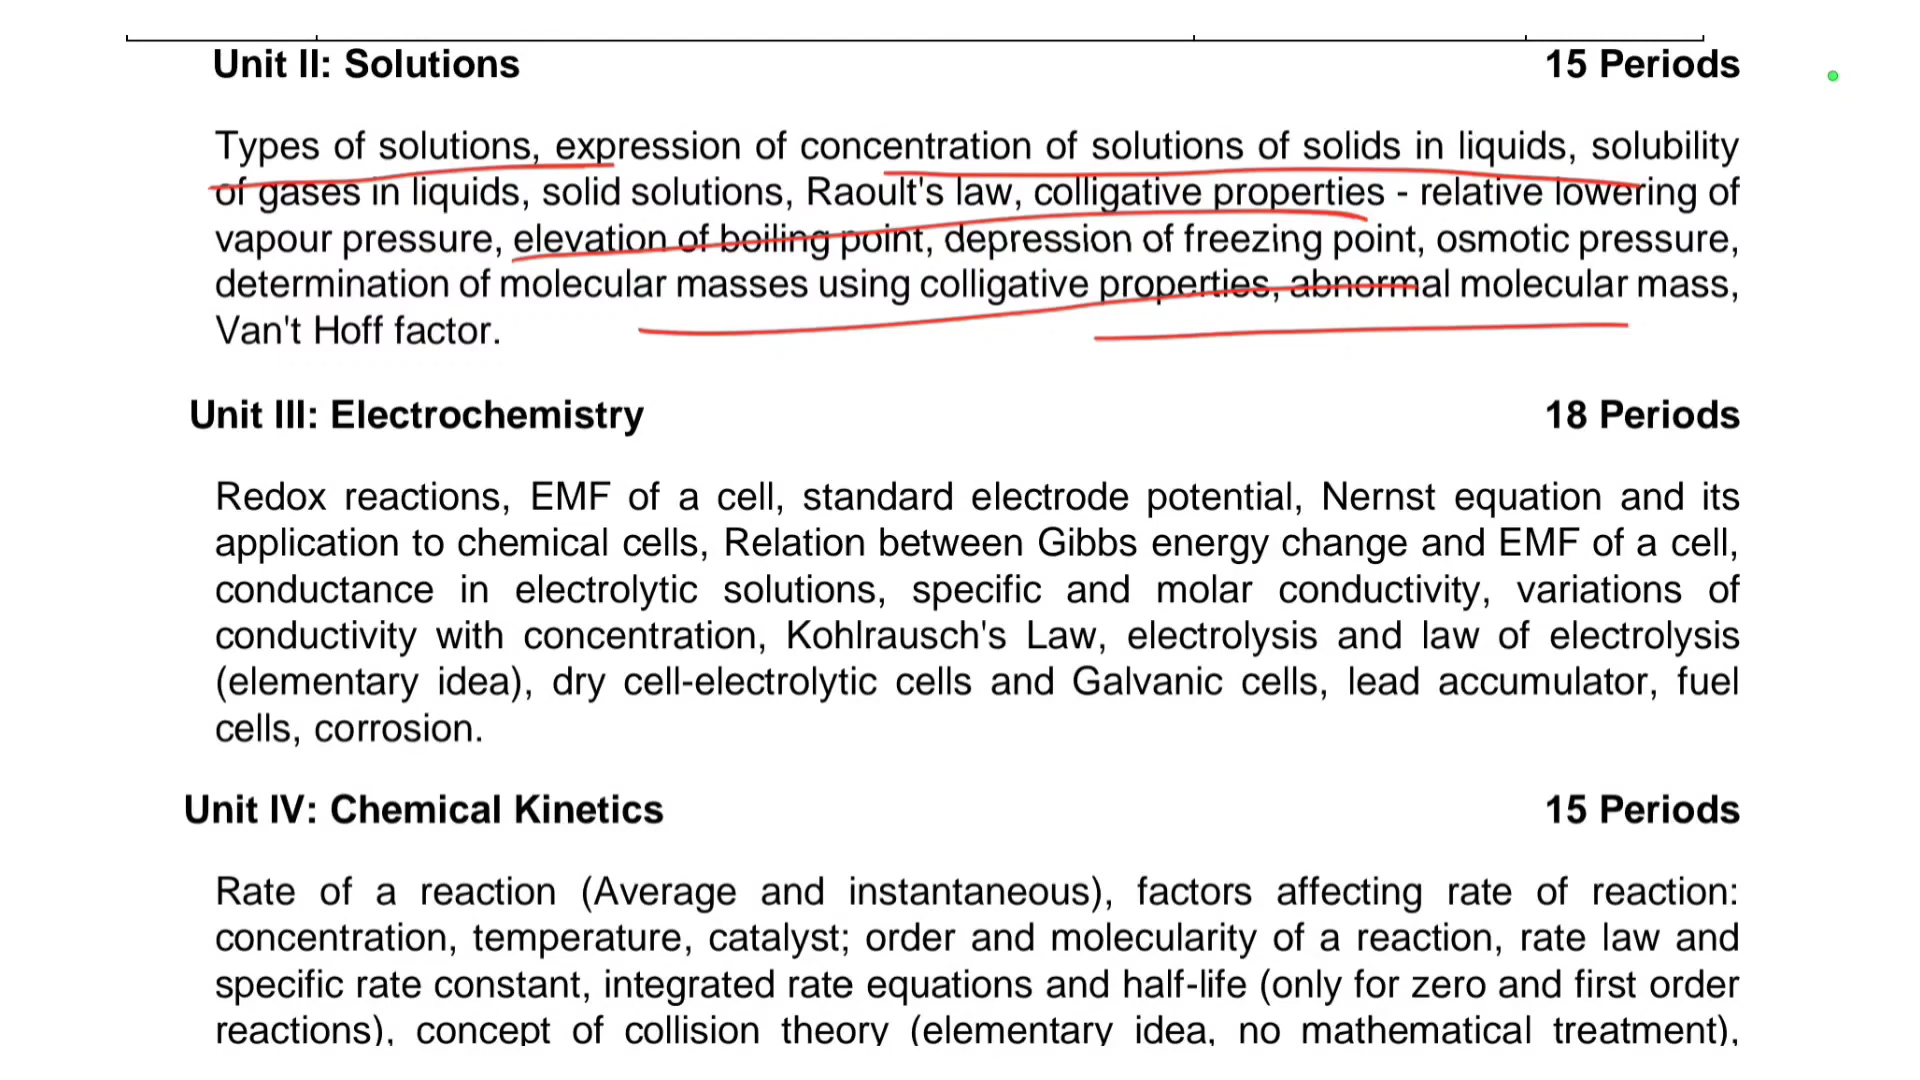 Unit II: Solutions 15 Periods
Types of solutions, expression of concentration of solutions of solids in liquids, solubility
of gases in liquids, solid solutions, Raoult's law, colligative properties - relative lowering of
vapour pressure, elevation of boiling point, depression of freezing point, osmotic pressure,
determination of molecular masses using colligative properties, abnormal molecular mass,
Van't Hoff factor.
Unit III: Electrochemistry 18 Periods
Redox reactions, EMF of a cell, standard electrode potential, Nernst equation and its
application to chemical cells, Relation between Gibbs energy change and EMF of a cell,
conductance in electrolytic solutions, specific and molar conductivity, variations of
conductivity with concentration, Kohlrausch's Law, electrolysis and law of electrolysis
(elementary idea), dry cell-electrolytic cells and Galvanic cells, lead accumulator, fuel
cells, corrosion.
Unit IV: Chemical Kinetics 15 Periods
Rate of a reaction (Average and instantaneous), factors affecting rate of reaction:
concentration, temperature, catalyst; order and molecularity of a reaction, rate law and
specific rate constant, integrated rate equations and half-life (only for zero and first order
reactions), concept of collision theory (elementary idea, no mathematical treatment),